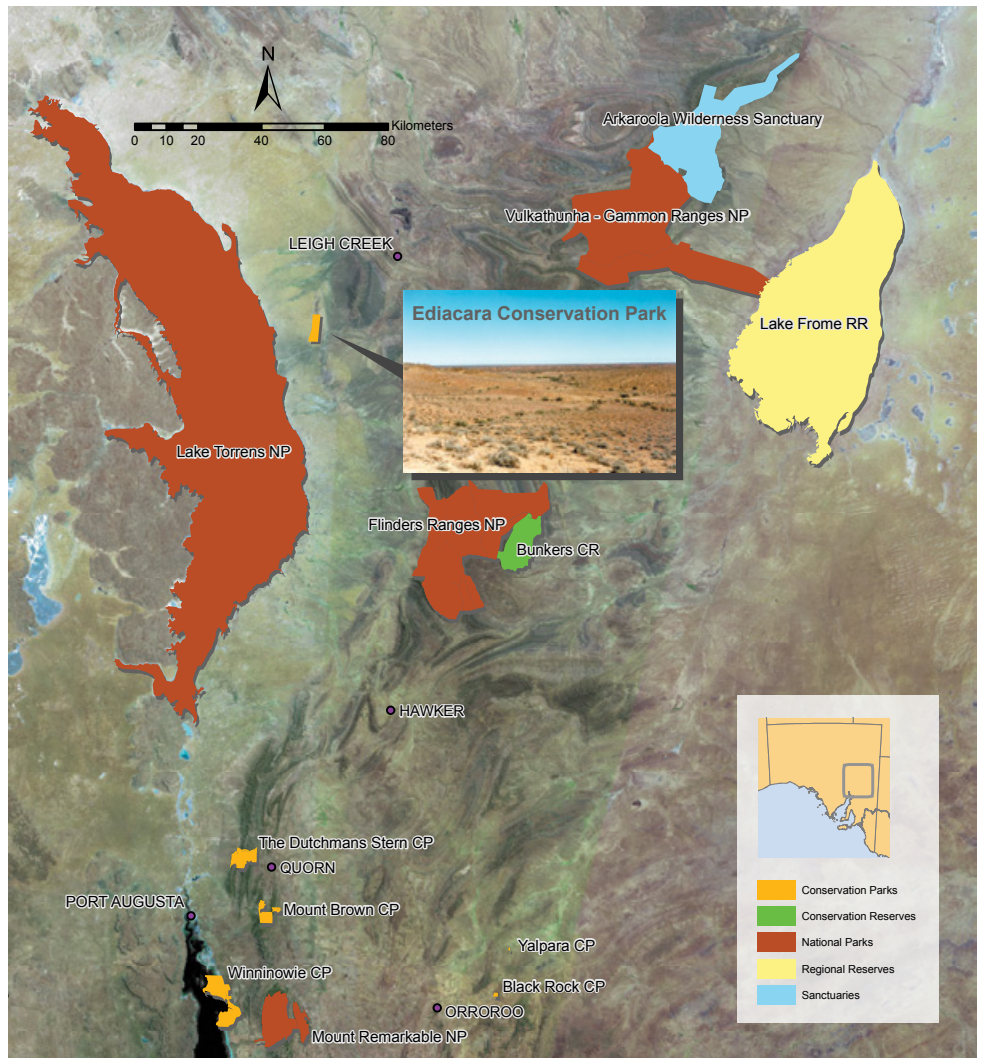 N
Kilometers
0 10 20 40 60 80
Arkaroola Wilderness Sanctuary
Vulkathunha - Gammon Ranges NP
LEIGH CREEK
Ediacara Conservation Park
Lake Frome RR
Lake Torrens NP
Flinders Ranges NP
Bunkers CR
HAWKER
The Dutchmans Stern CP
QUORN
PORT AUGUSTA
Mount Brown CP
Yalpara CP
Winninowie CP
Black Rock CP
ORROROO
Mount Remarkable NP
Conservation Parks
Conservation Reserves
National Parks
Regional Reserves
Sanctuaries